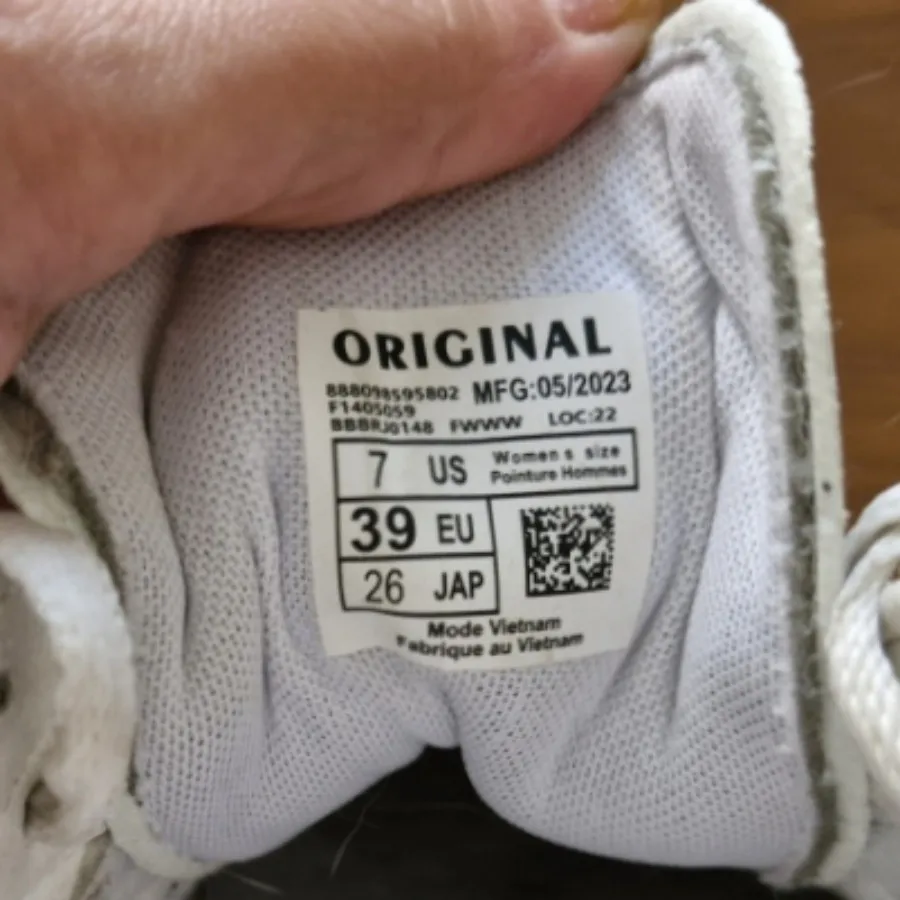 ORIGINAL
888098595802 MFG:05/2023
F1405059
BBBRJ0148 FWWW LOC:22
7 US Womens size
Pointure Hommes
39 EU
26 JAP
Mode Vietnam
Fabrique au Vietnam